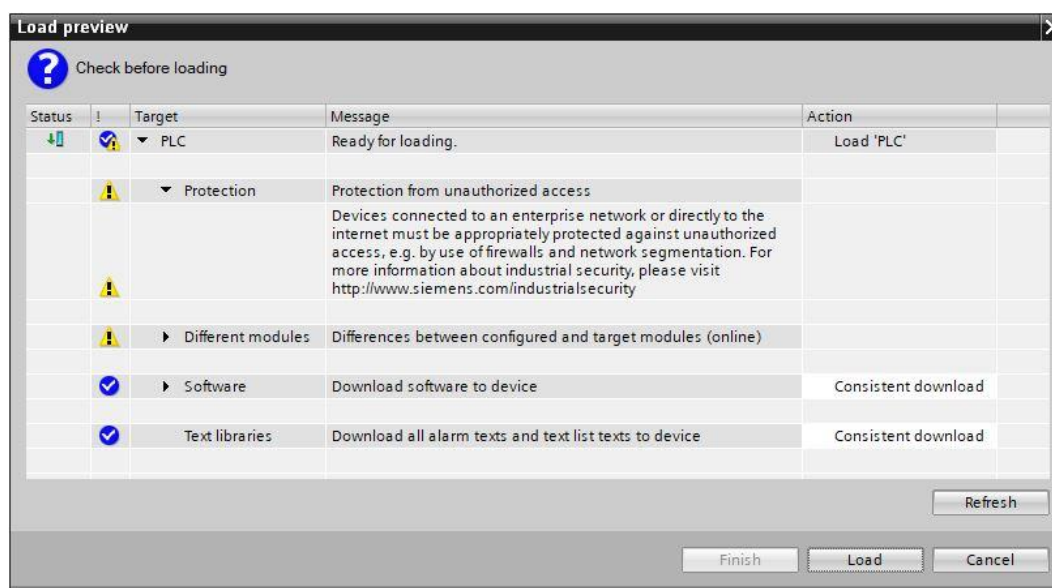 Load preview
Check before loading
Status ! Target Message Action
PLC Ready for loading. Load 'PLC'
Protection Protection from unauthorized access
Devices connected to an enterprise network or directly to the
internet must be appropriately protected against unauthorized
access, e.g. by use of firewalls and network segmentation. For
more information about industrial security, please visit
http://www.siemens.com/industrialsecurity
Different modules Differences between configured and target modules (online)
Software Download software to device Consistent download
Text libraries Download all alarm texts and text list texts to device Consistent download
Refresh
Finish Load Cancel